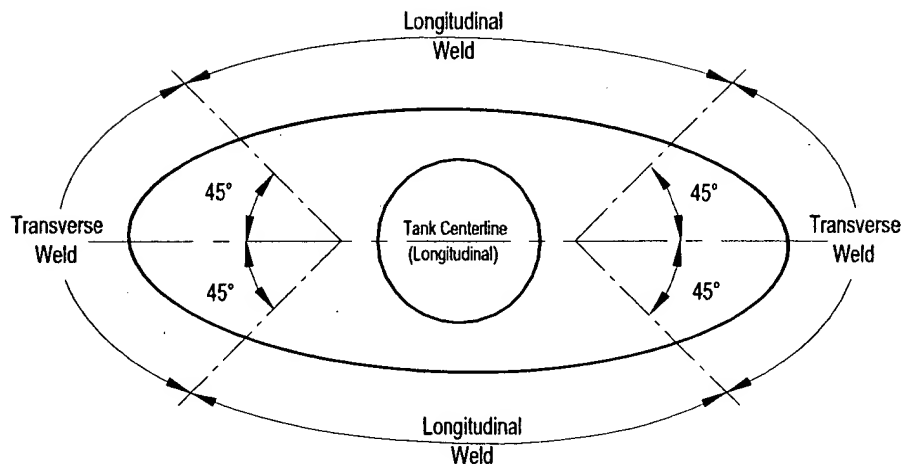 Longitudinal
Weld
45°
45°
Transverse
Weld
Tank Centerline
(Longitudinal)
Transverse
Weld
45°
45°
Longitudinal
Weld